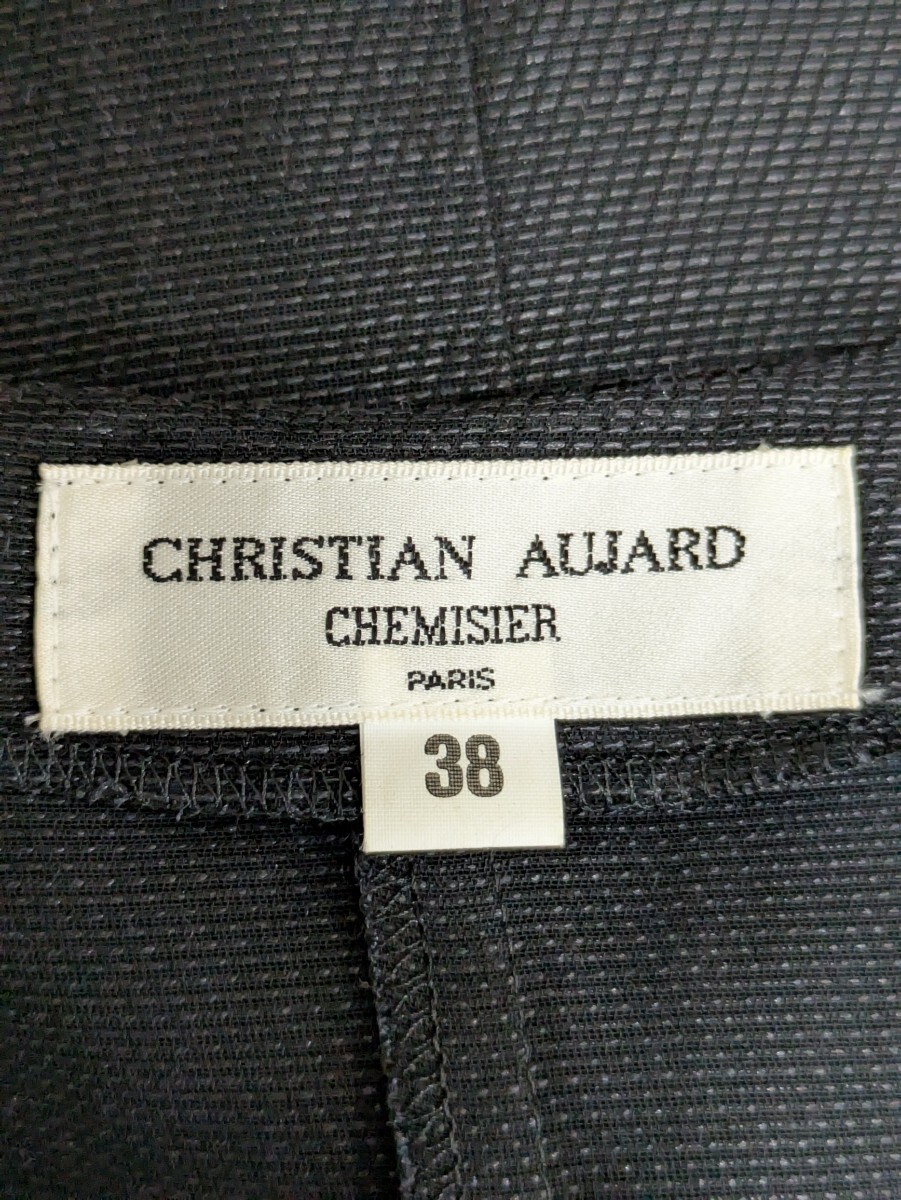 CHRISTIAN AUJARD
CHEMISIER
PARIS
38